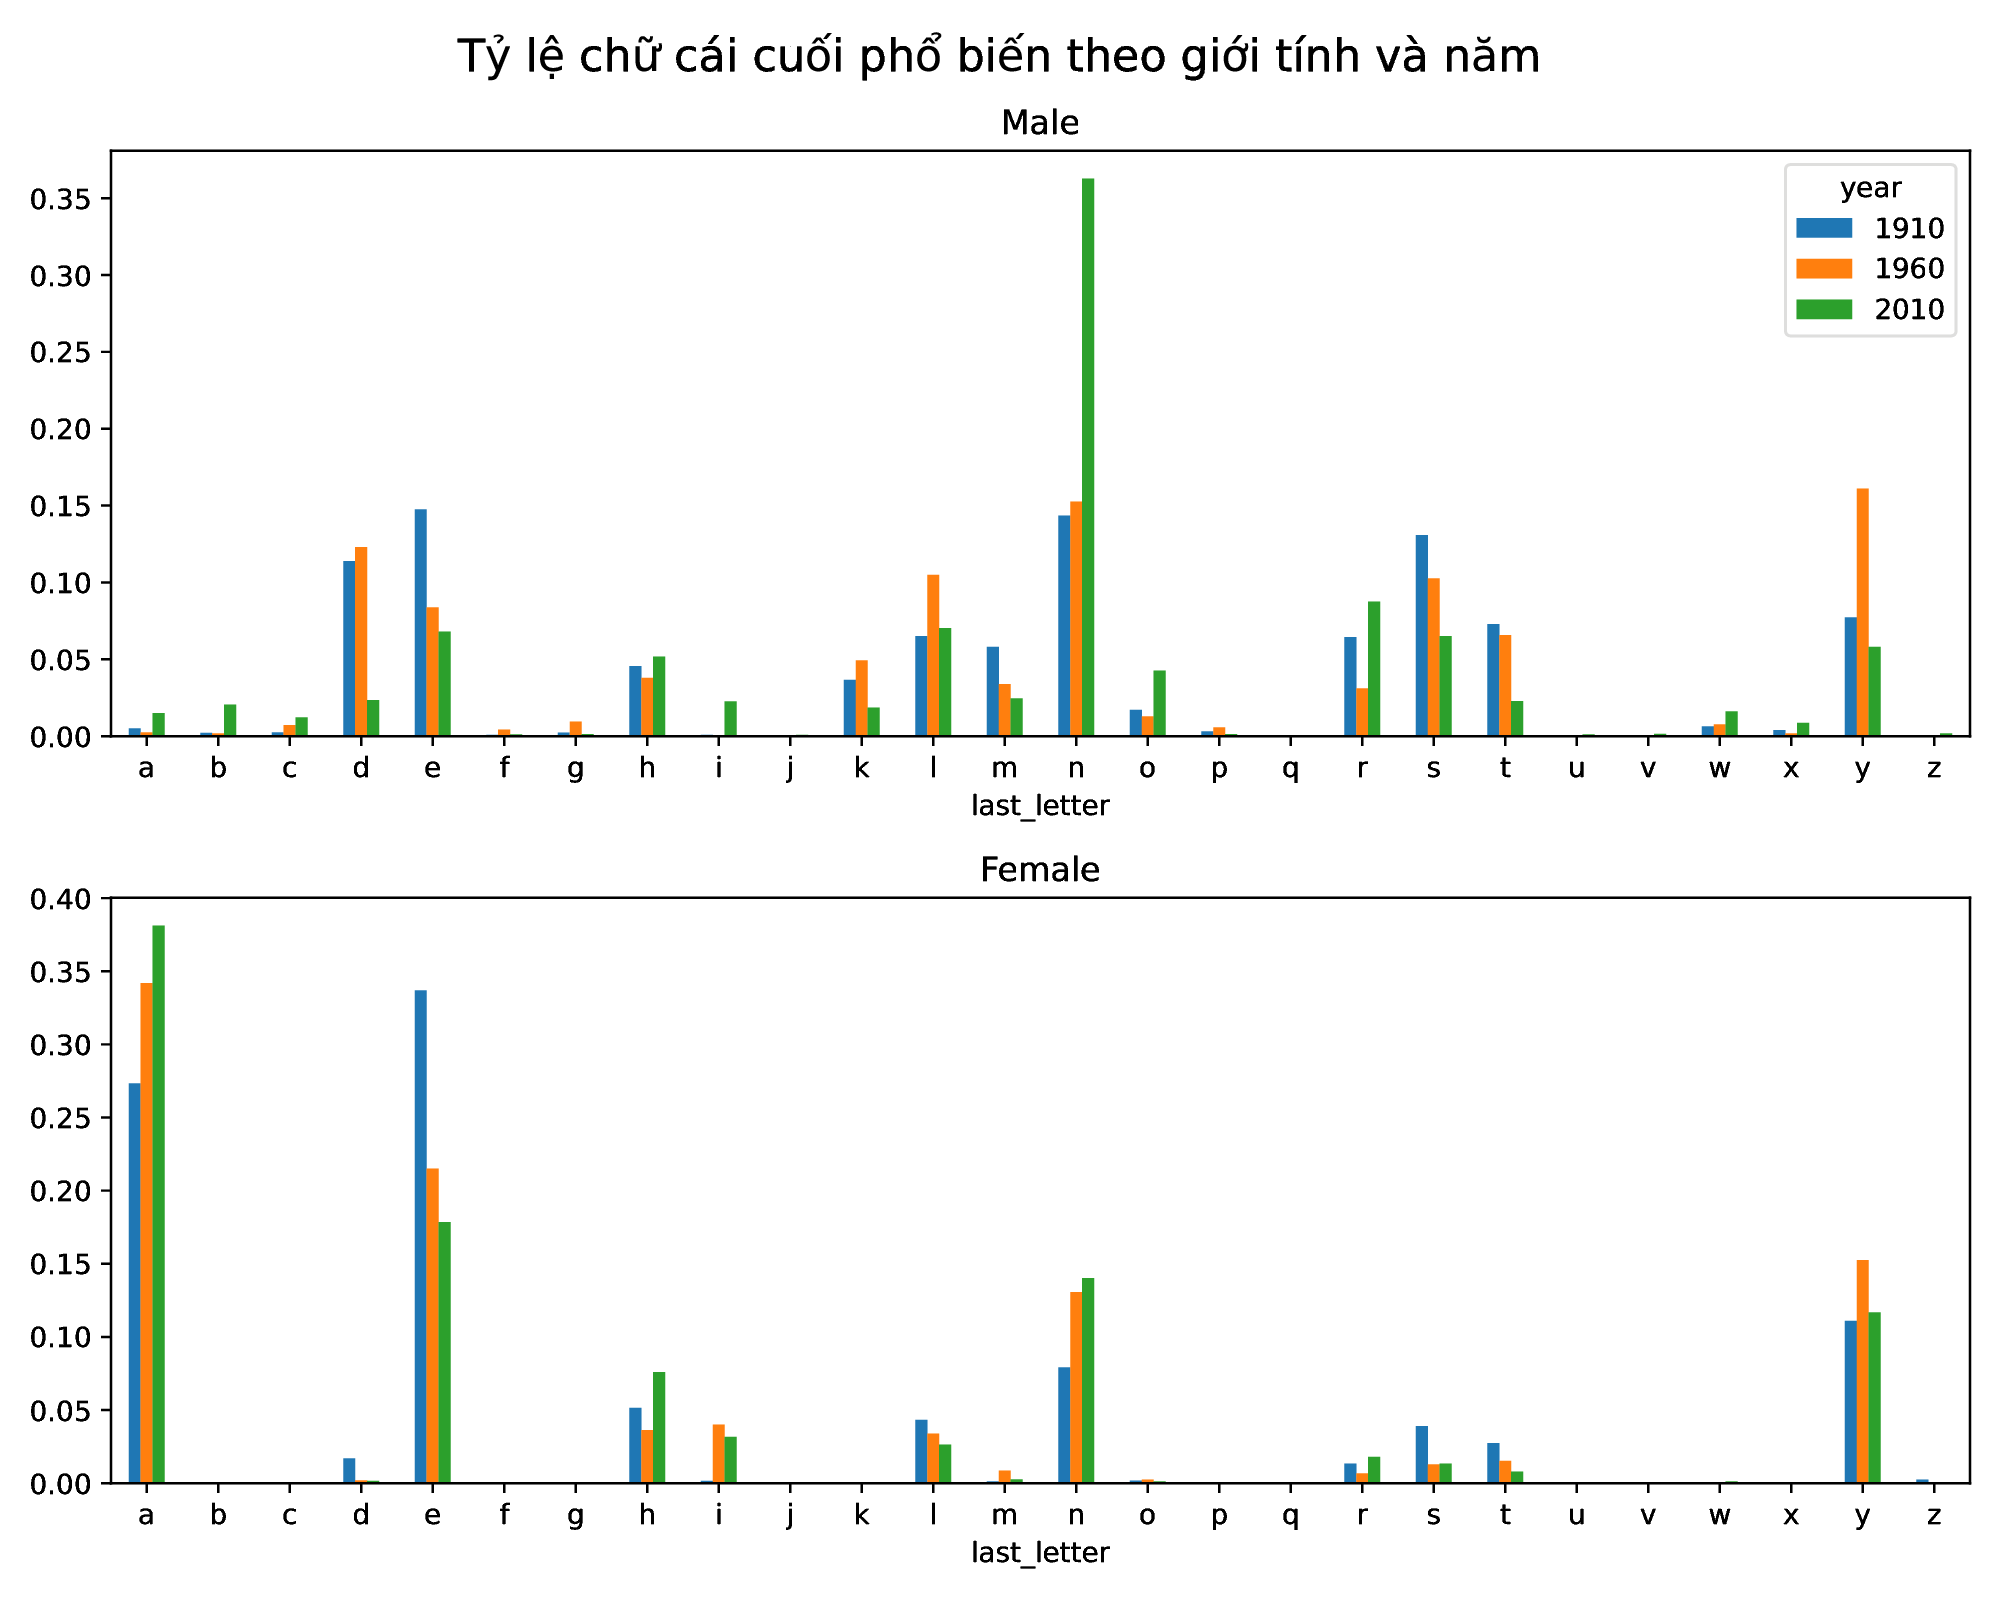 Tỷ lệ chữ cái cuối phổ biến theo giới tính và năm
Male
0.35
0.30
0.25
0.20
0.15
0.10
0.05
0.00
year
1910
1960
2010
a b c d e f g h i j k l m n o p q r s t u v w x y z
last_letter
Female
0.40
0.35
0.30
0.25
0.20
0.15
0.10
0.05
0.00
a b c d e f g h i j k l m n o p q r s t u v w x y z
last_letter